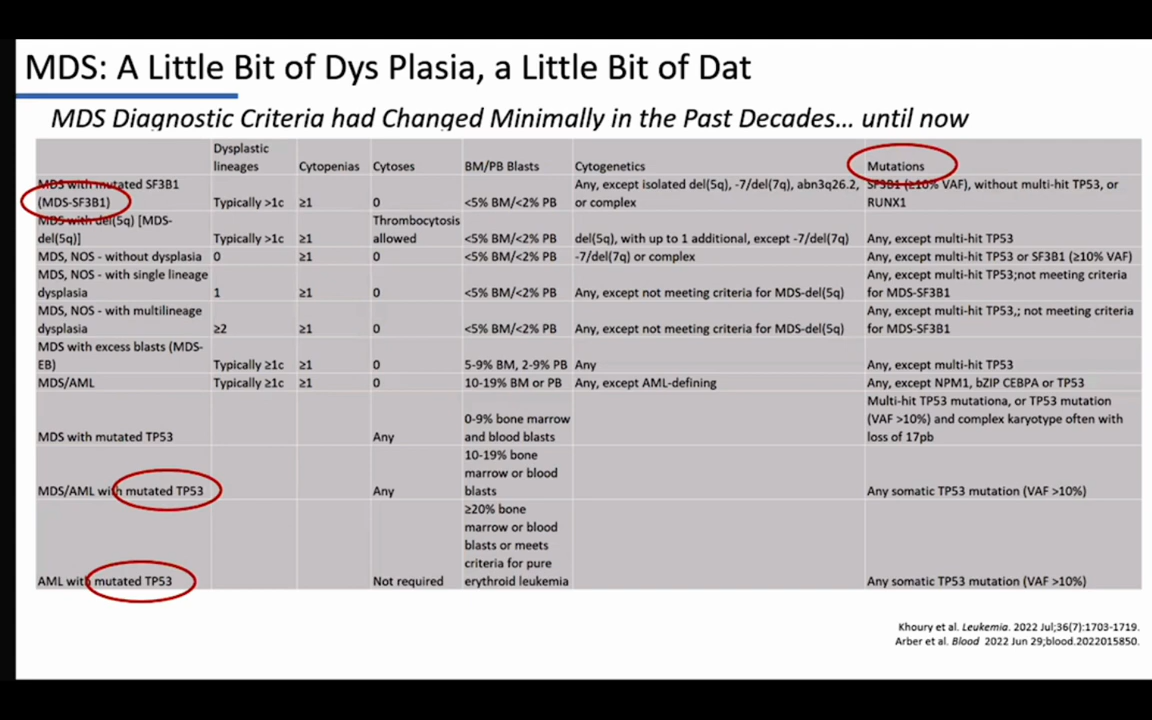 MDS: A Little Bit of Dys Plasia, a Little Bit of Dat
MDS Diagnostic Criteria had Changed Minimally in the Past Decades... until now
Dysplastic lineages Cytopenias Cytoses BM/PB Blasts Cytogenetics Mutations
MDS with mutated SF3B1 (MDS-SF3B1) Typically >1c ≥1 0 <5% BM/<2% PB Any, except isolated del(5q), -7/del(7q), abn3q26.2, or complex SF3B1 (≥10% VAF), without multi-hit TP53, or RUNX1
MDS with del(5q) [MDS-del(5q)] Typically >1c ≥1 Thrombocytosis allowed <5% BM/<2% PB del(5q), with up to 1 additional, except -7/del(7q) Any, except multi-hit TP53
MDS, NOS - without dysplasia 0 ≥1 0 <5% BM/<2% PB -7/del(7q) or complex Any, except multi-hit TP53 or SF3B1 (≥10% VAF)
MDS, NOS - with single lineage dysplasia 1 ≥1 0 <5% BM/<2% PB Any, except not meeting criteria for MDS-del(5q) Any, except multi-hit TP53;not meeting criteria for MDS-SF3B1
MDS, NOS - with multilineage dysplasia ≥2 ≥1 0 <5% BM/<2% PB Any, except not meeting criteria for MDS-del(5q) Any, except multi-hit TP53,; not meeting criteria for MDS-SF3B1
MDS with excess blasts (MDS-EB) Typically ≥1c ≥1 0 5-9% BM, 2-9% PB Any Any, except multi-hit TP53
MDS/AML Typically ≥1c ≥1 0 10-19% BM or PB Any, except AML-defining Any, except NPM1, bZIP CEBPA or TP53
MDS with mutated TP53 Any 0-9% bone marrow and blood blasts Multi-hit TP53 mutationa, or TP53 mutation (VAF >10%) and complex karyotype often with loss of 17pb
MDS/AML with mutated TP53 Any 10-19% bone marrow or blood blasts Any somatic TP53 mutation (VAF >10%)
AML with mutated TP53 Not required ≥20% bone marrow or blood blasts or meets criteria for pure erythroid leukemia Any somatic TP53 mutation (VAF >10%)
Khoury et al. Leukemia. 2022 Jul;36(7):1703-1719.
Arber et al. Blood 2022 Jun 29;blood.2022015850.